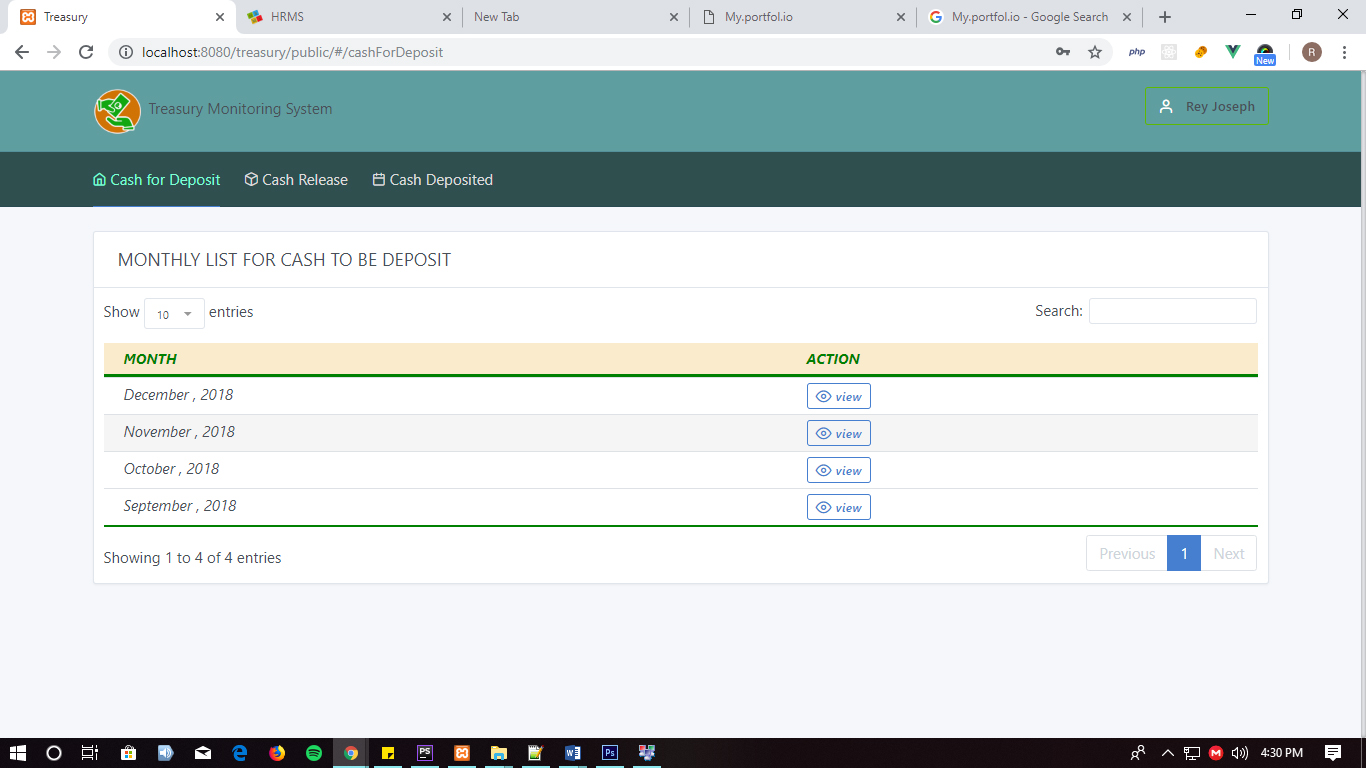 Treasury
HRMS
New Tab
My.portfol.io
My.portfol.io - Google Search
localhost:8080/treasury/public/#/cashForDeposit
php
New
R
Treasury Monitoring System
Rey Joseph
Cash for Deposit
Cash Release
Cash Deposited
MONTHLY LIST FOR CASH TO BE DEPOSIT
Show 10 entries
Search:
MONTH ACTION
December , 2018 view
November , 2018 view
October , 2018 view
September , 2018 view
Showing 1 to 4 of 4 entries
Previous 1 Next
4:30 PM